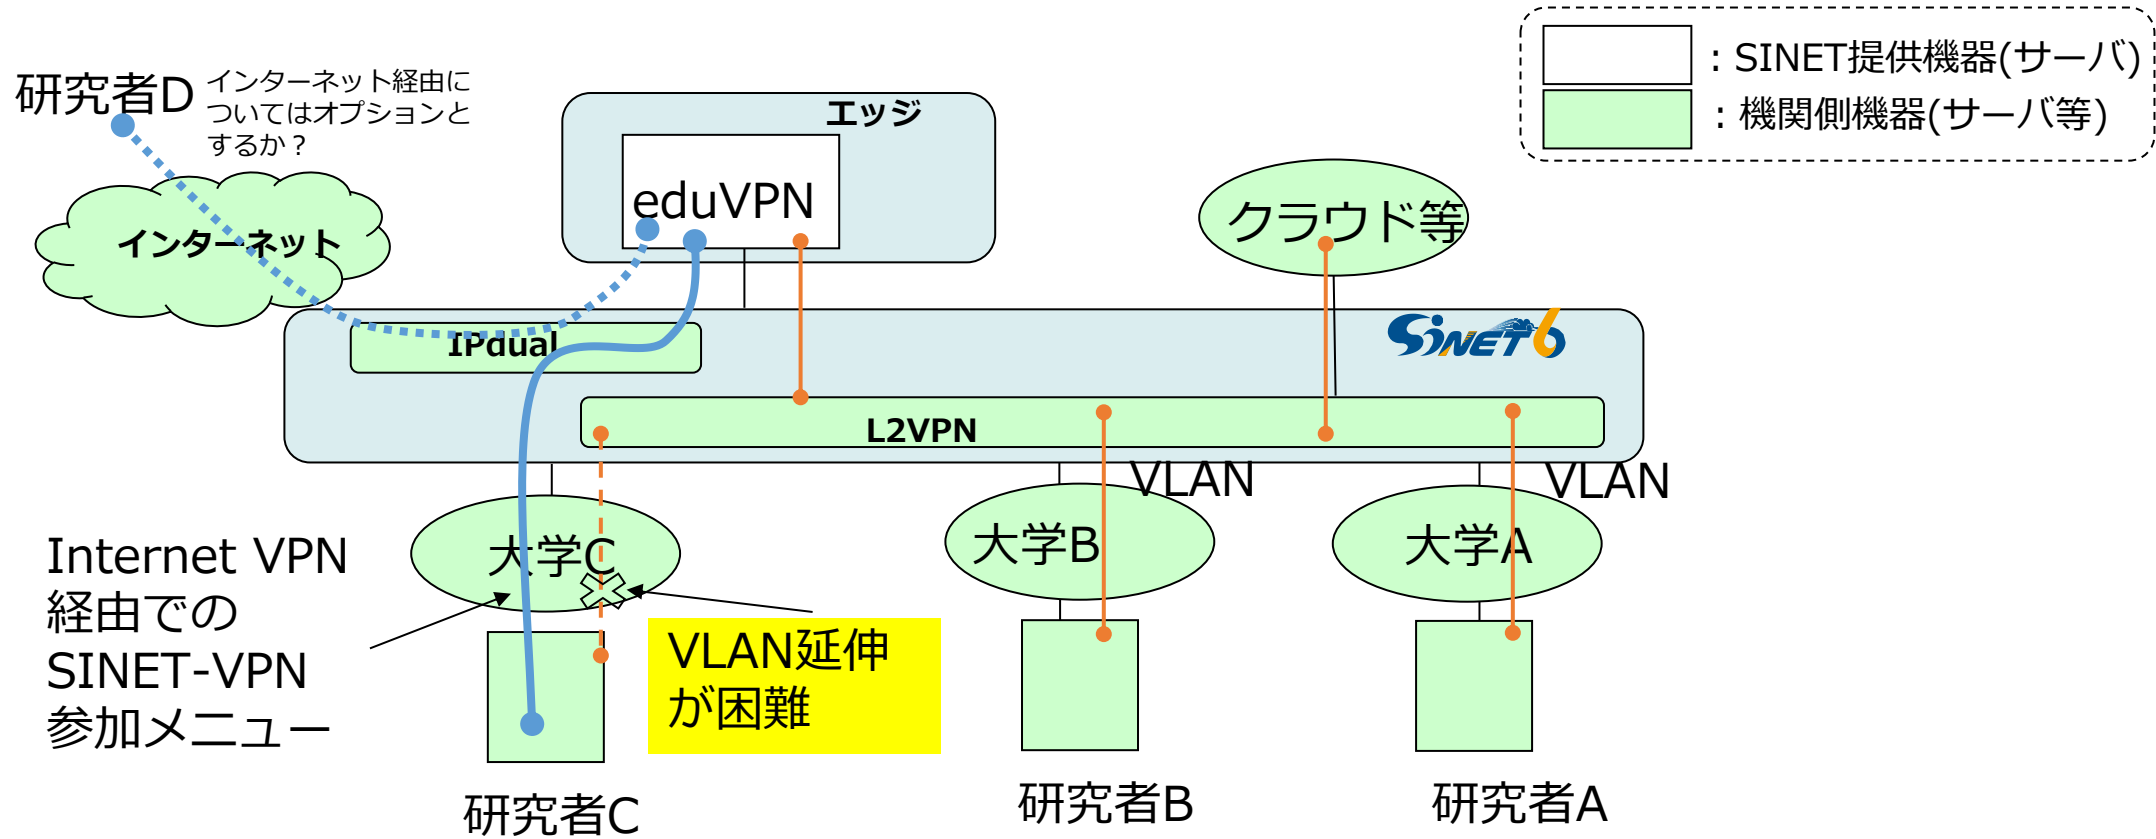 : SINET提供機器(サーバ)
: 機関側機器(サーバ等)
研究者D
インターネット経由に
ついてはオプションと
するか？
エッジ
eduVPN
クラウド等
インターネット
IPdual
SINET6
L2VPN
VLAN
VLAN
大学C
大学B
大学A
Internet VPN
経由での
SINET-VPN
参加メニュー
VLAN延伸
が困難
研究者C
研究者B
研究者A